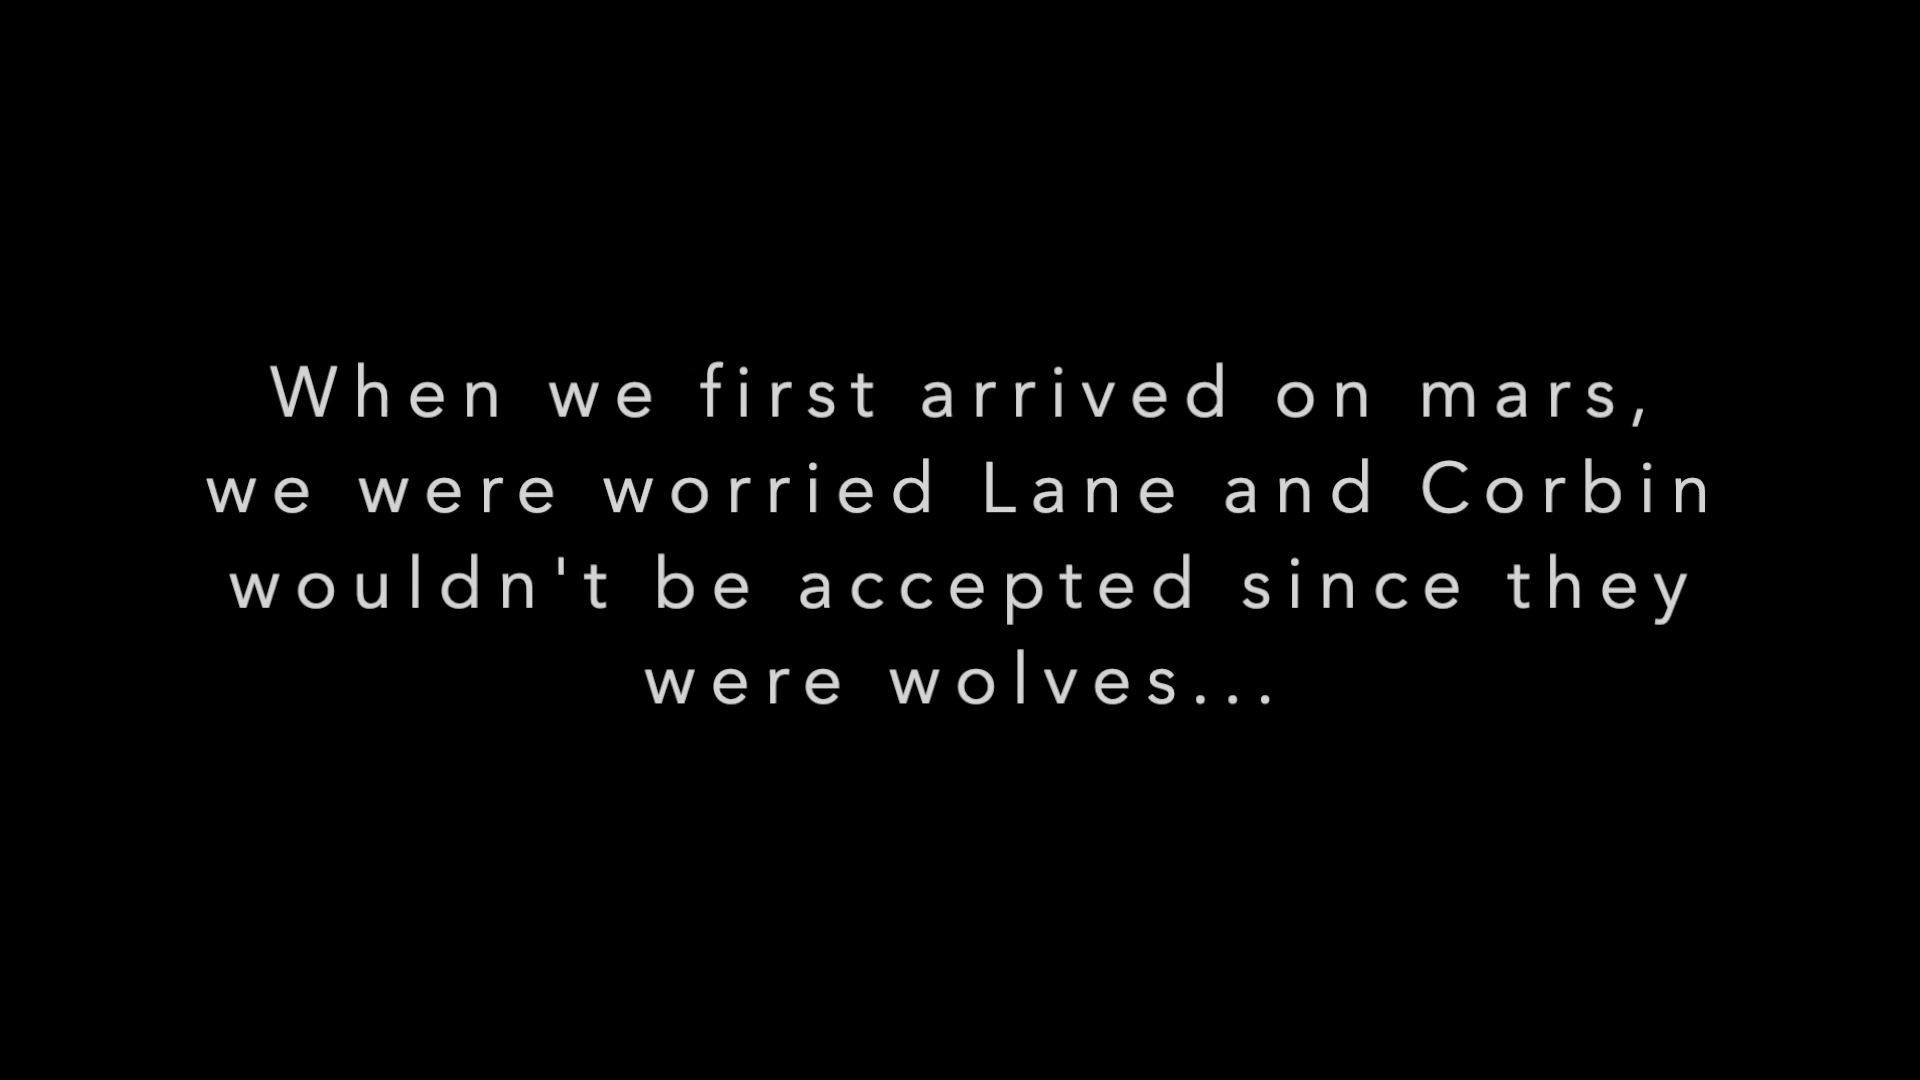 When we first arrived on mars,
we were worried Lane and Corbin
wouldn't be accepted since they
were wolves...